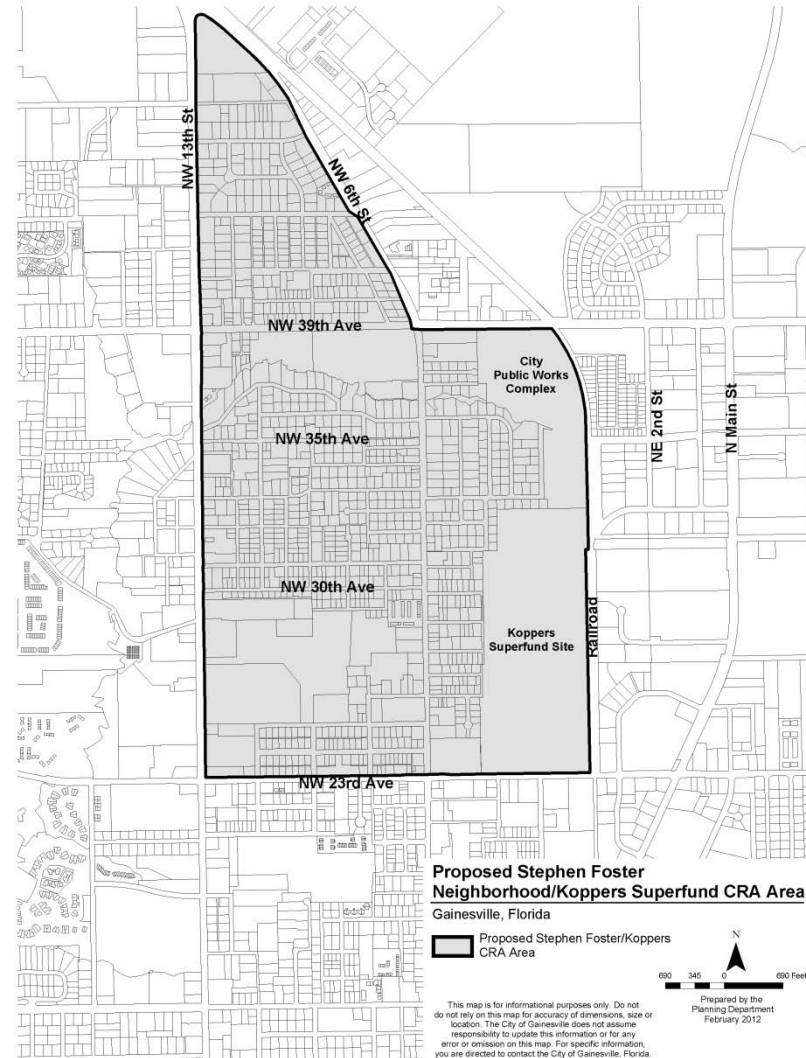 NW 13th St
NW 6th St
NW 39th Ave
City
Public Works
Complex
NW 35th Ave
NE 2nd St
N Main St
NW 30th Ave
Koppers
Superfund Site
Railroad
NW 23rd Ave
Proposed Stephen Foster
Neighborhood/Koppers Superfund CRA Area
Gainesville, Florida
Proposed Stephen Foster/Koppers
CRA Area
N
690 345 0 690 Feet
Prepared by the
Planning Department
February 2012
This map is for informational purposes only. Do not
do not rely on this map for accuracy of dimensions, size or
location. The City of Gainesville does not assume
responsibility to update this information or for any
error or omission on this map. For specific information,
you are directed to contact the City of Gainesville, Florida.